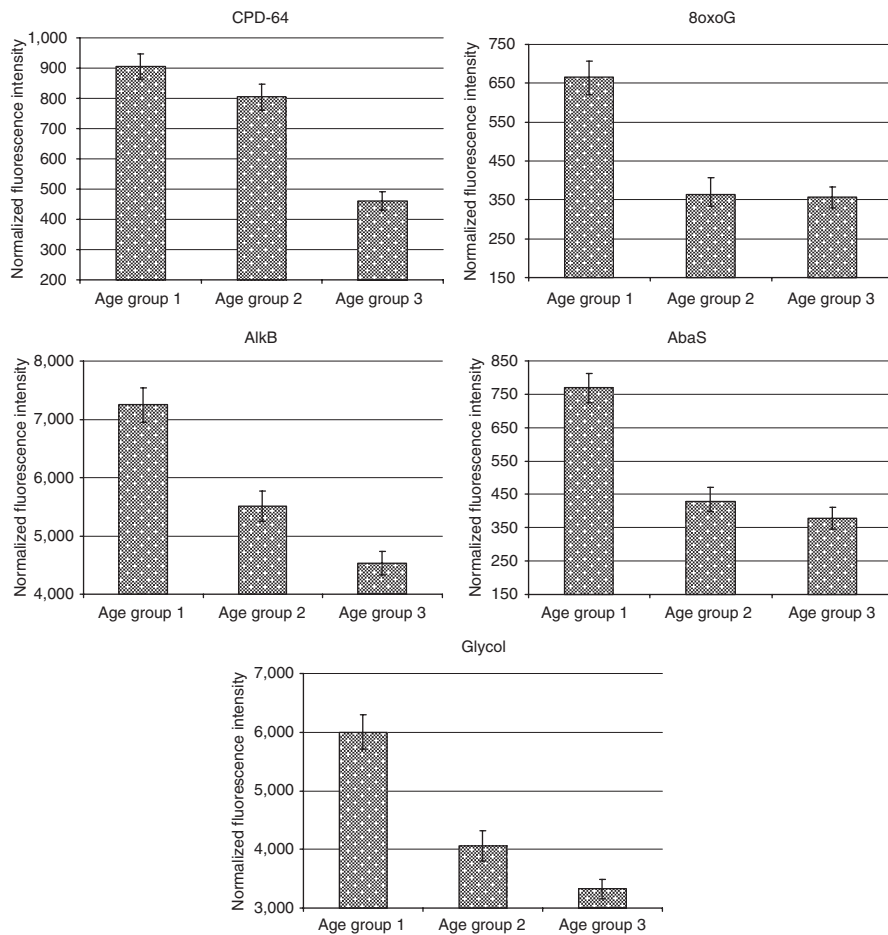 CPD-64
Normalized fluorescence intensity
1,000
900
800
700
600
500
400
300
200
Age group 1 Age group 2 Age group 3
8oxoG
Normalized fluorescence intensity
750
650
550
450
350
250
150
Age group 1 Age group 2 Age group 3
AlkB
Normalized fluorescence intensity
8,000
7,000
6,000
5,000
4,000
Age group 1 Age group 2 Age group 3
AbaS
Normalized fluorescence intensity
850
750
650
550
450
350
250
150
Age group 1 Age group 2 Age group 3
Glycol
Normalized fluorescence intensity
7,000
6,000
5,000
4,000
3,000
Age group 1 Age group 2 Age group 3